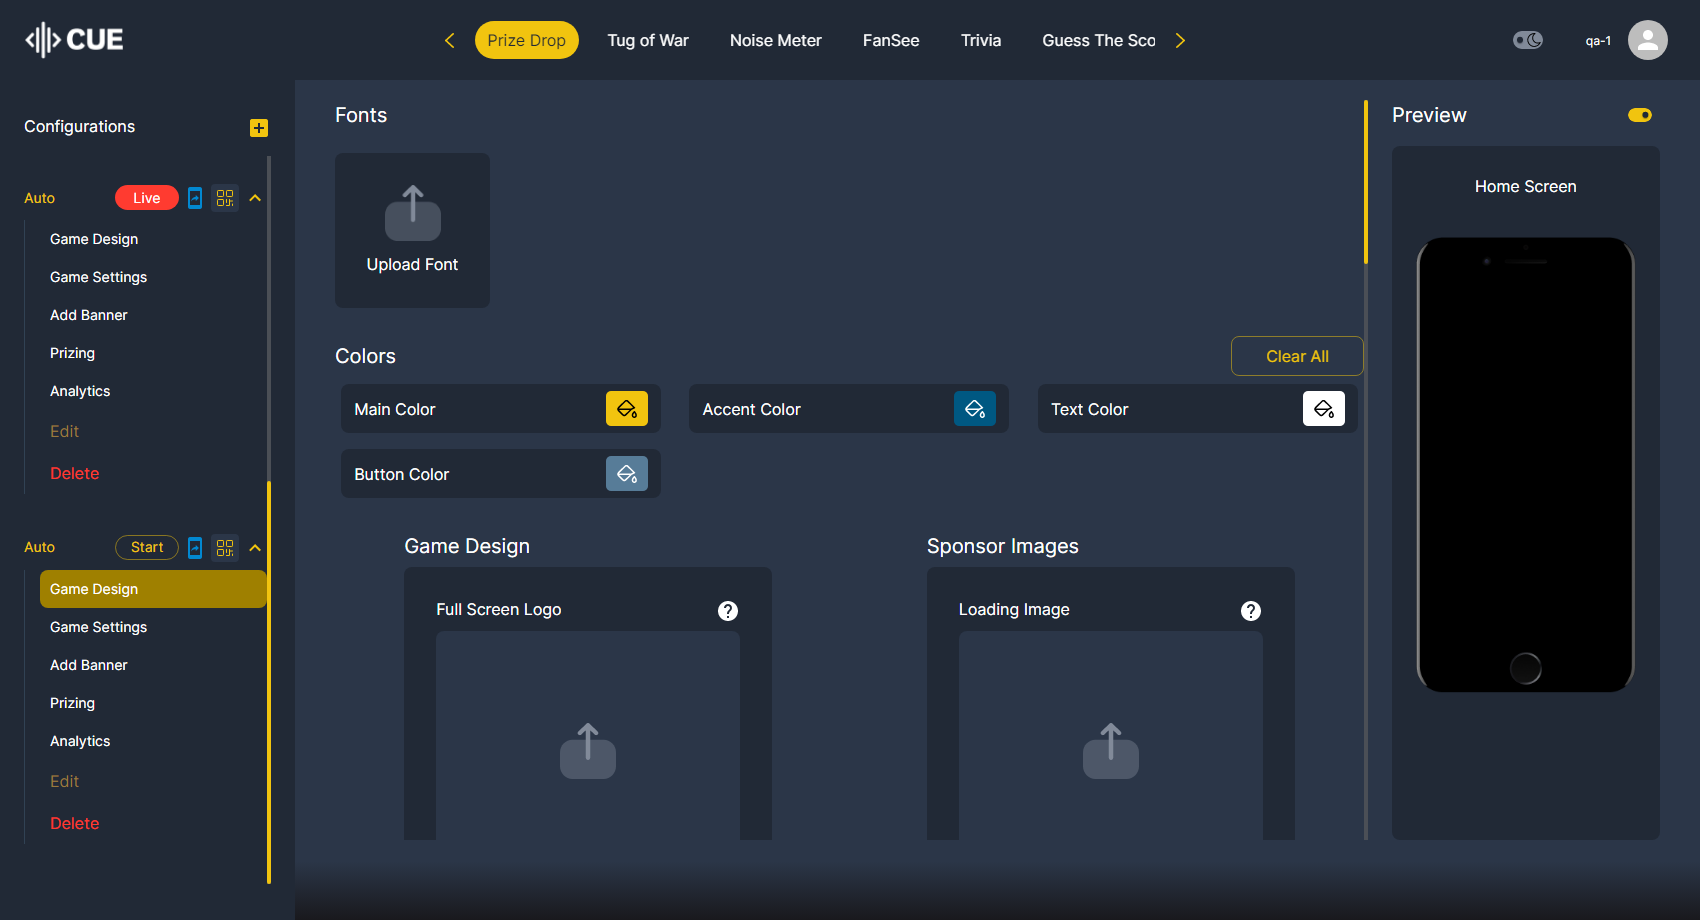 CUE
Prize Drop
Tug of War
Noise Meter
FanSee
Trivia
Guess The Sco
qa-1
Configurations
Auto
Live
Game Design
Game Settings
Add Banner
Prizing
Analytics
Edit
Delete
Auto
Start
Game Design
Game Settings
Add Banner
Prizing
Analytics
Edit
Delete
Fonts
Upload Font
Colors
Clear All
Main Color
Accent Color
Text Color
Button Color
Game Design
Full Screen Logo
?
Sponsor Images
Loading Image
?
Preview
Home Screen